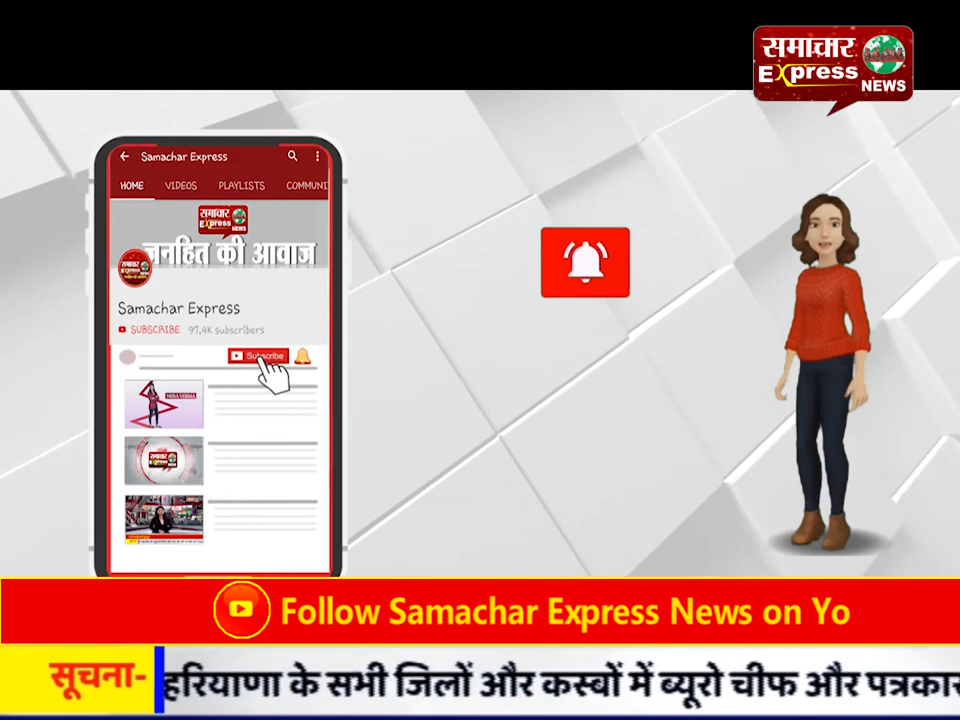 समाचार
Express
NEWS
Samachar Express
HOME VIDEOS PLAYLISTS COMMUNI
समाचार
Express
NEWS
जनहित की आवाज
Samachar Express
SUBSCRIBE 97.4K subscribers
Subscribe
Follow Samachar Express News on Yo
सूचना- हरियाणा के सभी जिलों और कस्बों में ब्यूरो चीफ और पत्रकार